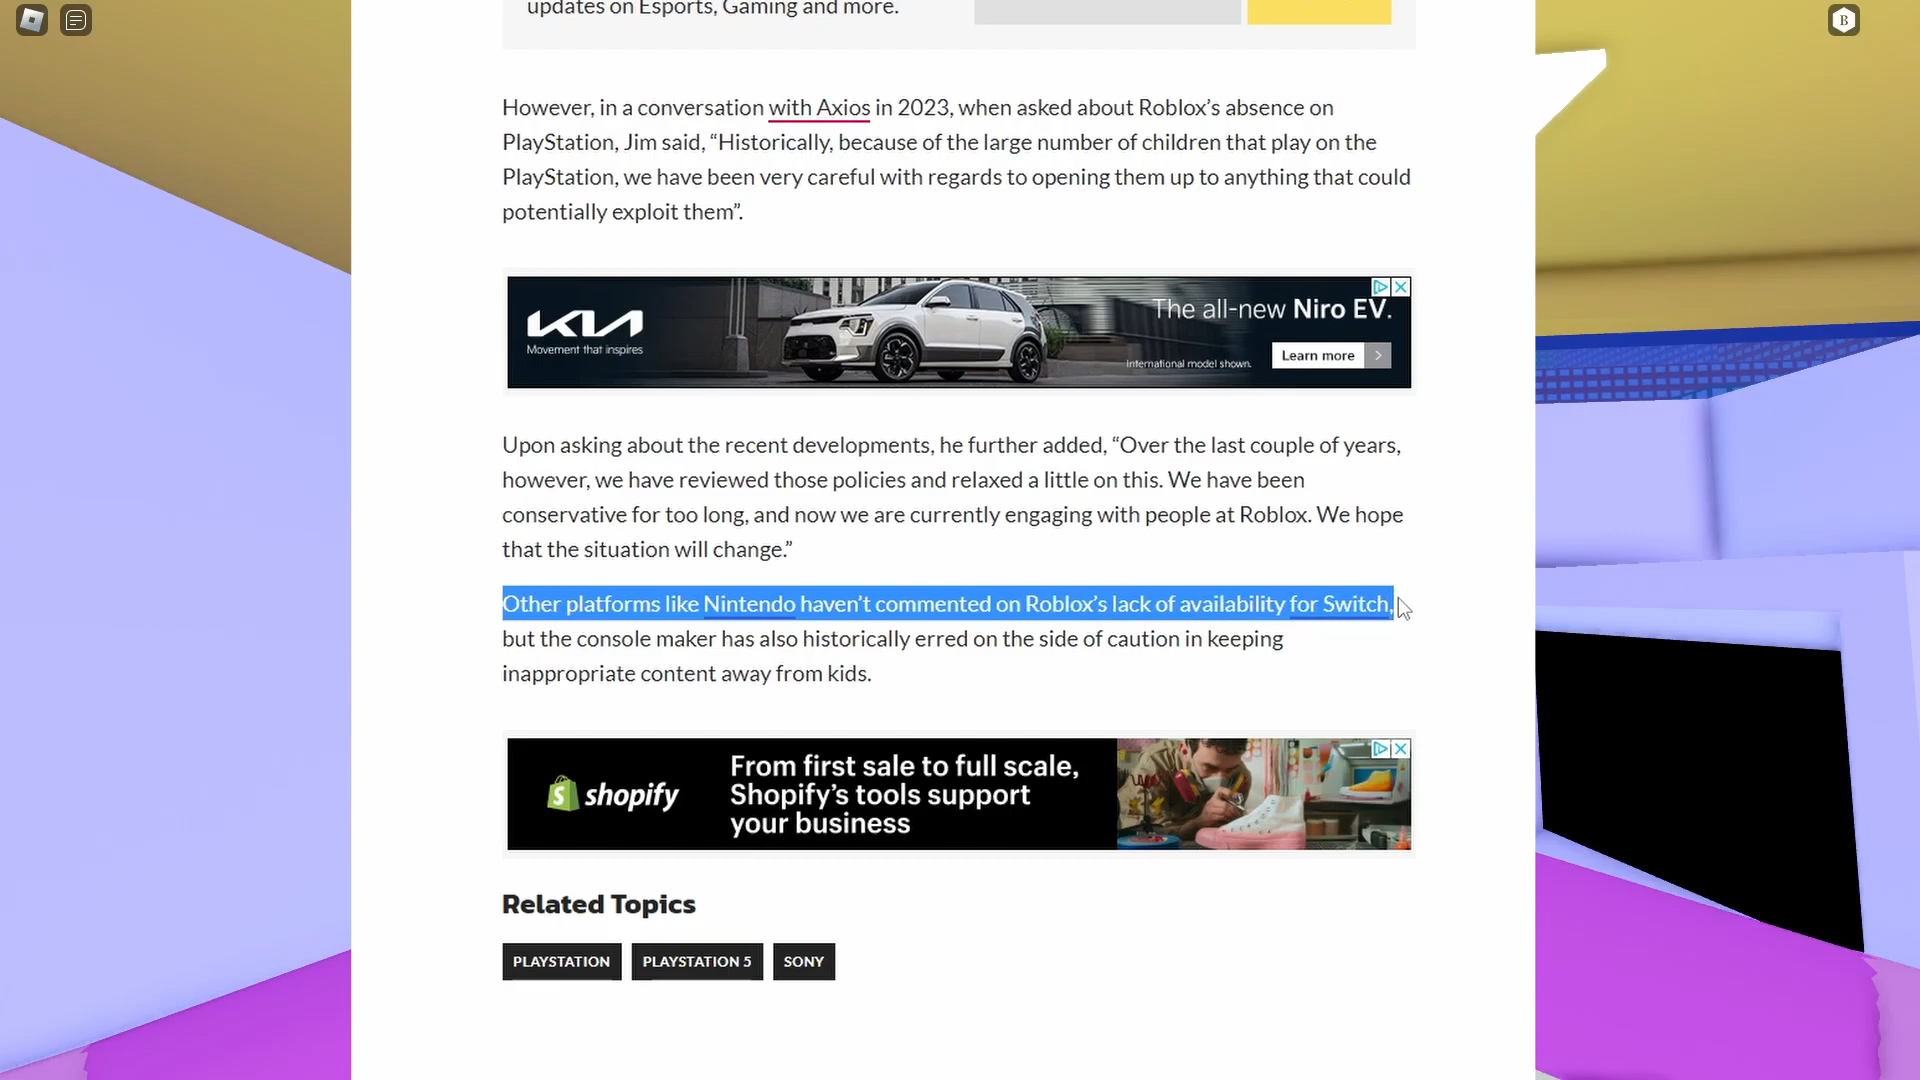 updates on Esports, Gaming and more.
B
However, in a conversation with Axios in 2023, when asked about Roblox’s absence on
PlayStation, Jim said, “Historically, because of the large number of children that play on the
PlayStation, we have been very careful with regards to opening them up to anything that could
potentially exploit them”.
KIA
Movement that inspires
The all-new Niro EV.
International model shown.
Learn more
Upon asking about the recent developments, he further added, “Over the last couple of years,
however, we have reviewed those policies and relaxed a little on this. We have been
conservative for too long, and now we are currently engaging with people at Roblox. We hope
that the situation will change.”
Other platforms like Nintendo haven’t commented on Roblox’s lack of availability for Switch,
but the console maker has also historically erred on the side of caution in keeping
inappropriate content away from kids.
shopify
From first sale to full scale,
Shopify’s tools support
your business
Related Topics
PLAYSTATION
PLAYSTATION 5
SONY